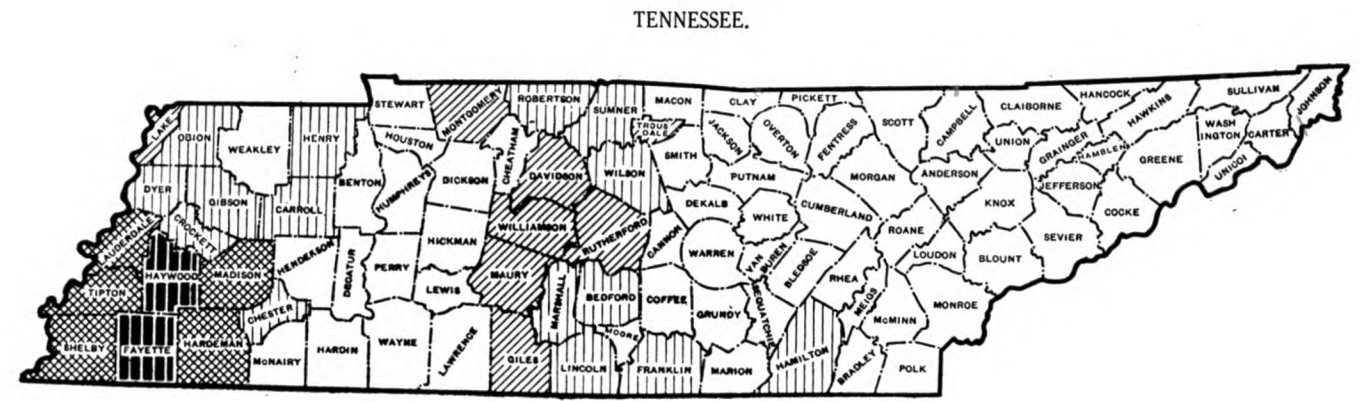 TENNESSEE.
STEWART
MONTGOMERY
ROBERTSON
SUMNER
MACON
CLAY
PICKETT
SCOTT
CAMPBELL
CLAIBORNE
HANCOCK
HAWKINS
SULLIVAN
JOHNSON
LAKE
OBION
WEAKLEY
HENRY
HOUSTON
CHEATHAM
TROUS
DALE
JACKSON
OVERTON
FENTRESS
UNION
GRAINGER
HAMBLEN
GREENE
WASH
INGTON
CARTER
UNICOI
DYER
GIBSON
CARROLL
BENTON
HUMPHREYS
DICKSON
DAVIDSON
WILSON
SMITH
PUTNAM
MORGAN
ANDERSON
JEFFERSON
COCKE
LAUDERDALE
CROCKETT
HICKMAN
WILLIAMSON
RUTHERFORD
CANNON
DEKALB
WHITE
CUMBERLAND
ROANE
KNOX
SEVIER
TIPTON
HAYWOOD
MADISON
HENDERSON
DECATUR
PERRY
LEWIS
MAURY
MARSHALL
BEDFORD
COFFEE
WARREN
VAN
BUREN
BLEDSOE
RHEA
LOUDON
BLOUNT
MEIGS
MONROE
SHELBY
FAYETTE
HARDEMAN
CHESTER
MCNAIRY
HARDIN
WAYNE
LAWRENCE
GILES
LINCOLN
MOORE
FRANKLIN
GRUNDY
MARION
SEQUATCHIE
HAMILTON
BRADLEY
MCMINN
POLK